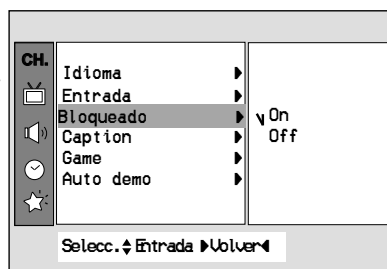 CH.
Idioma
Entrada
Bloqueado
Caption
Game
Auto demo
On
Off
Selecc. Entrada Volver